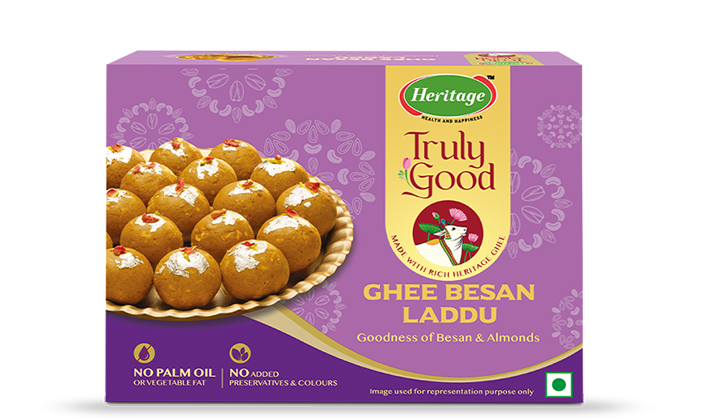 Heritage
TM
HEALTH AND HAPPINESS
Truly
Good
MADE WITH RICH HERITAGE GHEE
GHEE BESAN
LADDU
Goodness of Besan & Almonds
NO PALM OIL
OR VEGETABLE FAT
NO ADDED
PRESERVATIVES & COLOURS
Image used for representation purpose only